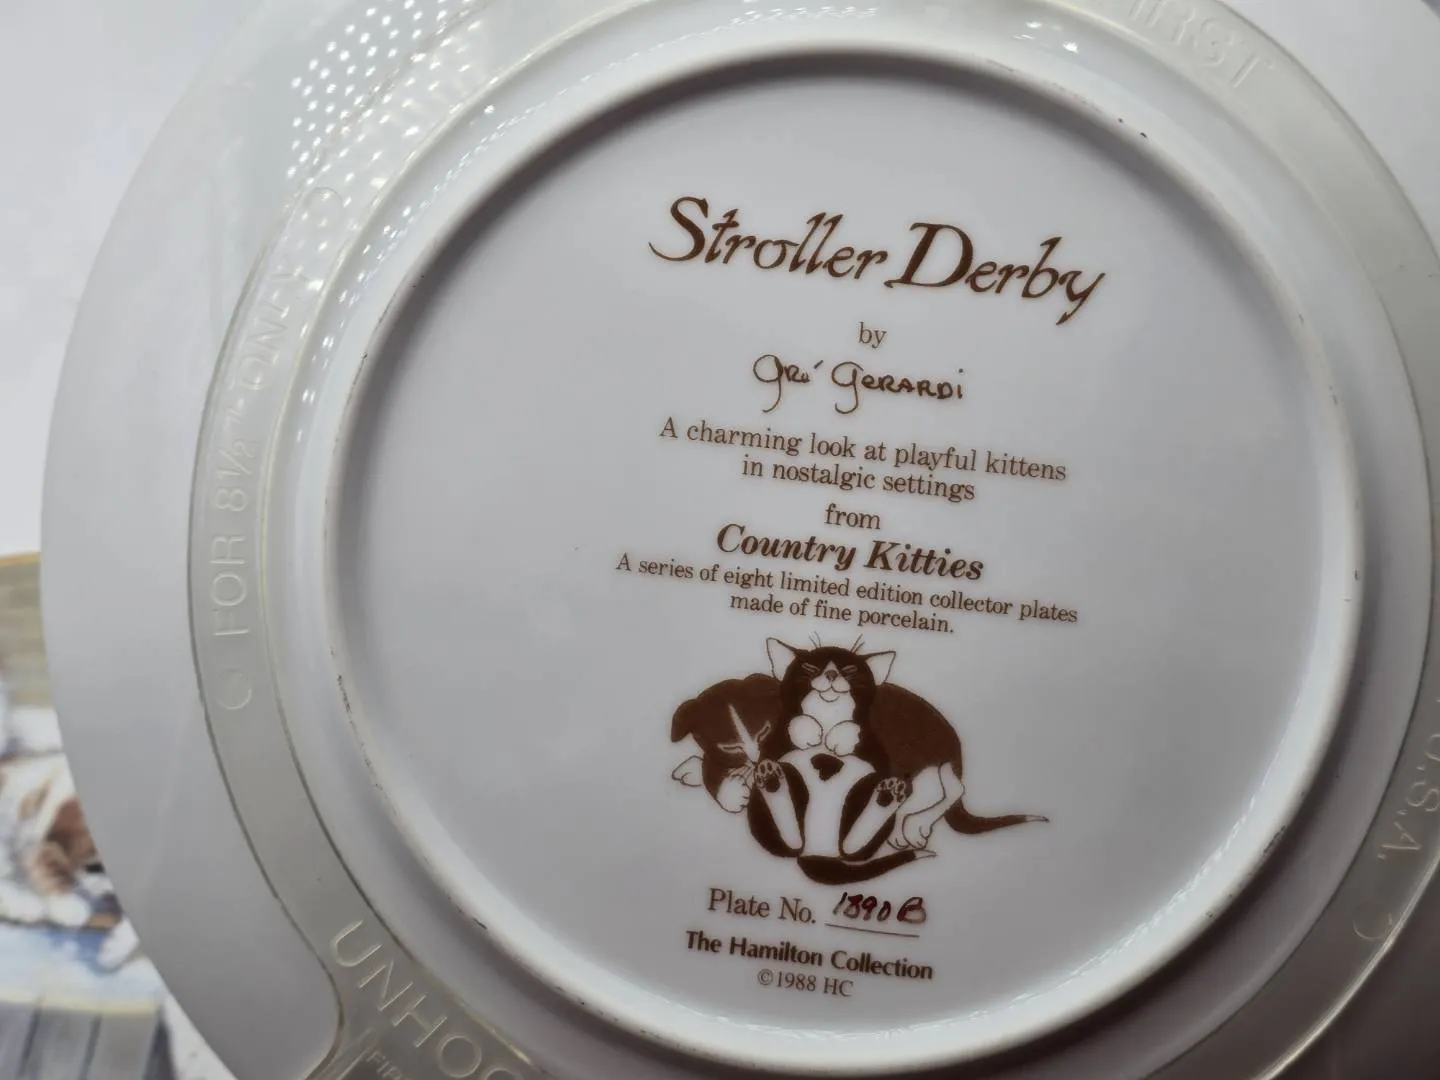 Stroller Derby
by
Gré Gerardi
A charming look at playful kittens
in nostalgic settings
from
Country Kitties
A series of eight limited edition collector plates
made of fine porcelain.
Plate No. 1890B
The Hamilton Collection
©1988 HC
FOR 8½"ONLY
UNHOO
FIRST
U.S.A.